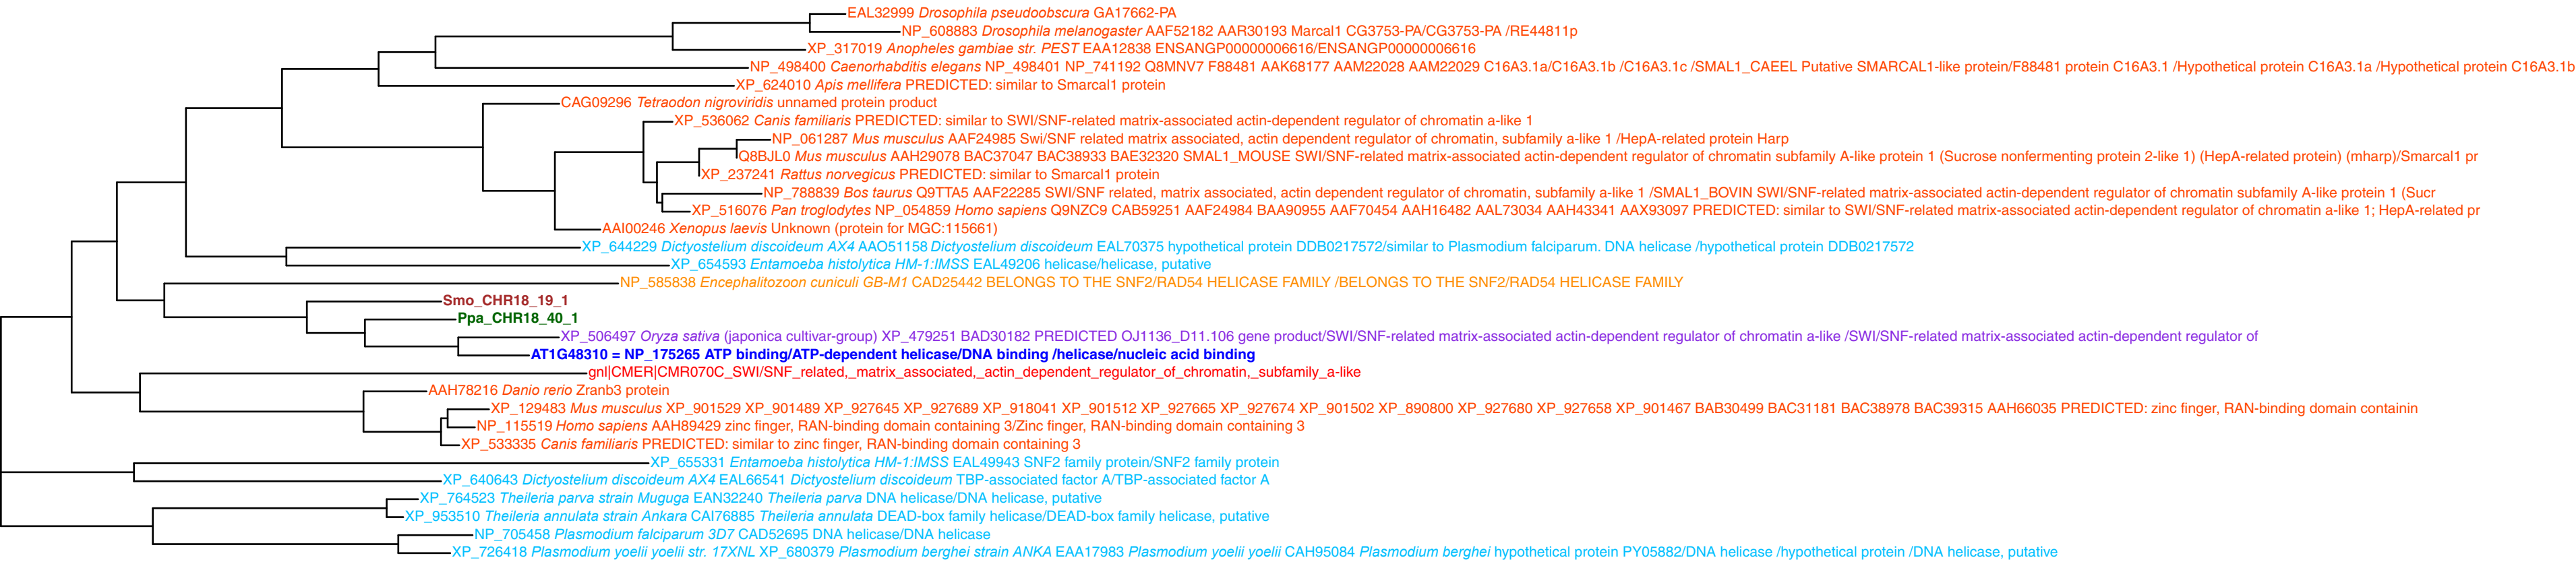 EAL32999 Drosophila pseudoobscura GA17662-PA
NP_608883 Drosophila melanogaster AAF52182 AAR30193 Marcal1 CG3753-PA/CG3753-PA /RE44811p
XP_317019 Anopheles gambiae str. PEST EAA12838 ENSANGP00000006616/ENSANGP00000006616
NP_498400 Caenorhabditis elegans NP_498401 NP_741192 Q8MNV7 F88481 AAK68177 AAM22028 AAM22029 C16A3.1a/C16A3.1b /C16A3.1c /SMAL1_CAEEL Putative SMARCAL1-like protein/F88481 protein C16A3.1 /Hypothetical protein C16A3.1a /Hypothetical protein C16A3.1b
XP_624010 Apis mellifera PREDICTED: similar to Smarcal1 protein
CAG09296 Tetraodon nigroviridis unnamed protein product
XP_536062 Canis familiaris PREDICTED: similar to SWI/SNF-related matrix-associated actin-dependent regulator of chromatin a-like 1
NP_061287 Mus musculus AAF24985 Swi/SNF related matrix associated, actin dependent regulator of chromatin, subfamily a-like 1 /HepA-related protein Harp
Q8BJL0 Mus musculus AAH29078 BAC37047 BAC38933 BAE32320 SMAL1_MOUSE SWI/SNF-related matrix-associated actin-dependent regulator of chromatin subfamily A-like protein 1 (Sucrose nonfermenting protein 2-like 1) (HepA-related protein) (mharp)/Smarcal1 pr
XP_237241 Rattus norvegicus PREDICTED: similar to Smarcal1 protein
NP_788839 Bos taurus Q9TTA5 AAF22285 SWI/SNF related, matrix associated, actin dependent regulator of chromatin, subfamily a-like 1 /SMAL1_BOVIN SWI/SNF-related matrix-associated actin-dependent regulator of chromatin subfamily A-like protein 1 (Sucr
XP_516076 Pan troglodytes NP_054859 Homo sapiens Q9NZC9 CAB59251 AAF24984 BAA90955 AAF70454 AAH16482 AAL73034 AAH43341 AAX93097 PREDICTED: similar to SWI/SNF-related matrix-associated actin-dependent regulator of chromatin a-like 1; HepA-related pr
AAI00246 Xenopus laevis Unknown (protein for MGC:115661)
XP_644229 Dictyostelium discoideum AX4 AAO51158 Dictyostelium discoideum EAL70375 hypothetical protein DDB0217572/similar to Plasmodium falciparum. DNA helicase /hypothetical protein DDB0217572
XP_654593 Entamoeba histolytica HM-1:IMSS EAL49206 helicase/helicase, putative
NP_585838 Encephalitozoon cuniculi GB-M1 CAD25442 BELONGS TO THE SNF2/RAD54 HELICASE FAMILY /BELONGS TO THE SNF2/RAD54 HELICASE FAMILY
Smo_CHR18_19_1
Ppa_CHR18_40_1
XP_506497 Oryza sativa (japonica cultivar-group) XP_479251 BAD30182 PREDICTED OJ1136_D11.106 gene product/SWI/SNF-related matrix-associated actin-dependent regulator of chromatin a-like /SWI/SNF-related matrix-associated actin-dependent regulator of
AT1G48310 = NP_175265 ATP binding/ATP-dependent helicase/DNA binding /helicase/nucleic acid binding
gnl|CMER|CMR070C_SWI/SNF_related,_matrix_associated,_actin_dependent_regulator_of_chromatin,_subfamily_a-like
AAH78216 Danio rerio Zranb3 protein
XP_129483 Mus musculus XP_901529 XP_901489 XP_927645 XP_927689 XP_918041 XP_901512 XP_927665 XP_927674 XP_901502 XP_890800 XP_927680 XP_927658 XP_901467 BAB30499 BAC31181 BAC38978 BAC39315 AAH66035 PREDICTED: zinc finger, RAN-binding domain containin
NP_115519 Homo sapiens AAH89429 zinc finger, RAN-binding domain containing 3/Zinc finger, RAN-binding domain containing 3
XP_533335 Canis familiaris PREDICTED: similar to zinc finger, RAN-binding domain containing 3
XP_655331 Entamoeba histolytica HM-1:IMSS EAL49943 SNF2 family protein/SNF2 family protein
XP_640643 Dictyostelium discoideum AX4 EAL66541 Dictyostelium discoideum TBP-associated factor A/TBP-associated factor A
XP_764523 Theileria parva strain Muguga EAN32240 Theileria parva DNA helicase/DNA helicase, putative
XP_953510 Theileria annulata strain Ankara CAI76885 Theileria annulata DEAD-box family helicase/DEAD-box family helicase, putative
NP_705458 Plasmodium falciparum 3D7 CAD52695 DNA helicase/DNA helicase
XP_726418 Plasmodium yoelii yoelii str. 17XNL XP_680379 Plasmodium berghei strain ANKA EAA17983 Plasmodium yoelii yoelii CAH95084 Plasmodium berghei hypothetical protein PY05882/DNA helicase /hypothetical protein /DNA helicase, putative